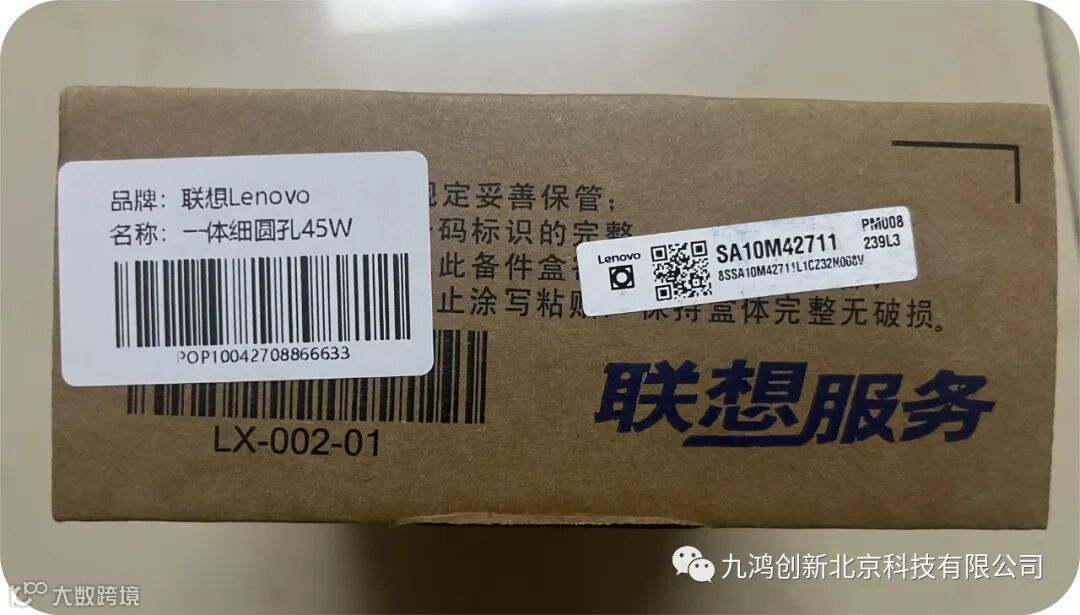 品牌：联想Lenovo
名称：一体细圆孔45W
POP10042708866633
定妥善保管；
码标识的完整
此备件盒
止涂写粘贴，保持盒体完整无破损。
LX-002-01
Lenovo
SA10M42711
8SSA10M42711L1CZ32N008V
PM008
239L3
联想服务
九鸿创新北京科技有限公司
大数跨境